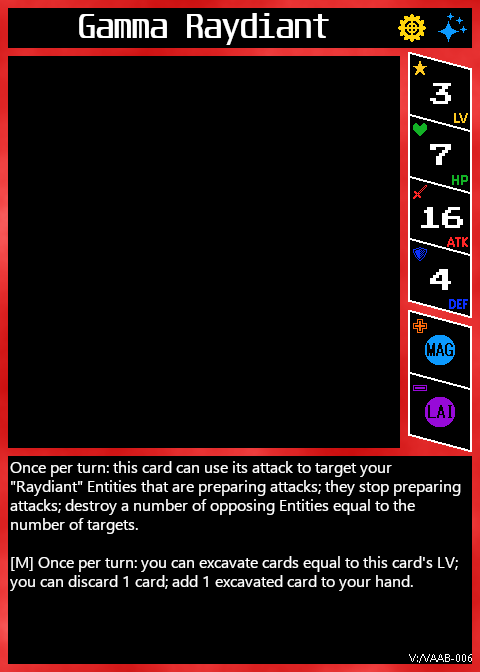 Gamma Raydiant
3
LV
7
HP
16
ATK
4
DEF
MAG
LAI
Once per turn: this card can use its attack to target your
"Raydiant" Entities that are preparing attacks; they stop preparing
attacks; destroy a number of opposing Entities equal to the
number of targets.
[M] Once per turn: you can excavate cards equal to this card's LV;
you can discard 1 card; add 1 excavated card to your hand.
V:/VAAB-006